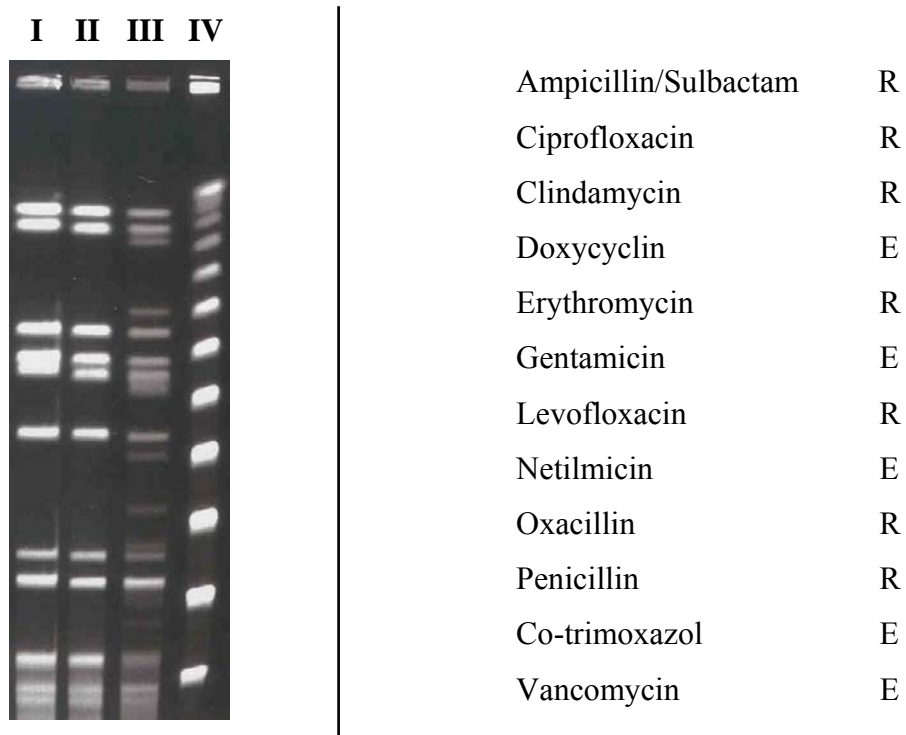 I II III IV
Ampicillin/Sulbactam R
Ciprofloxacin R
Clindamycin R
Doxycyclin E
Erythromycin R
Gentamicin E
Levofloxacin R
Netilmicin E
Oxacillin R
Penicillin R
Co-trimoxazol E
Vancomycin E